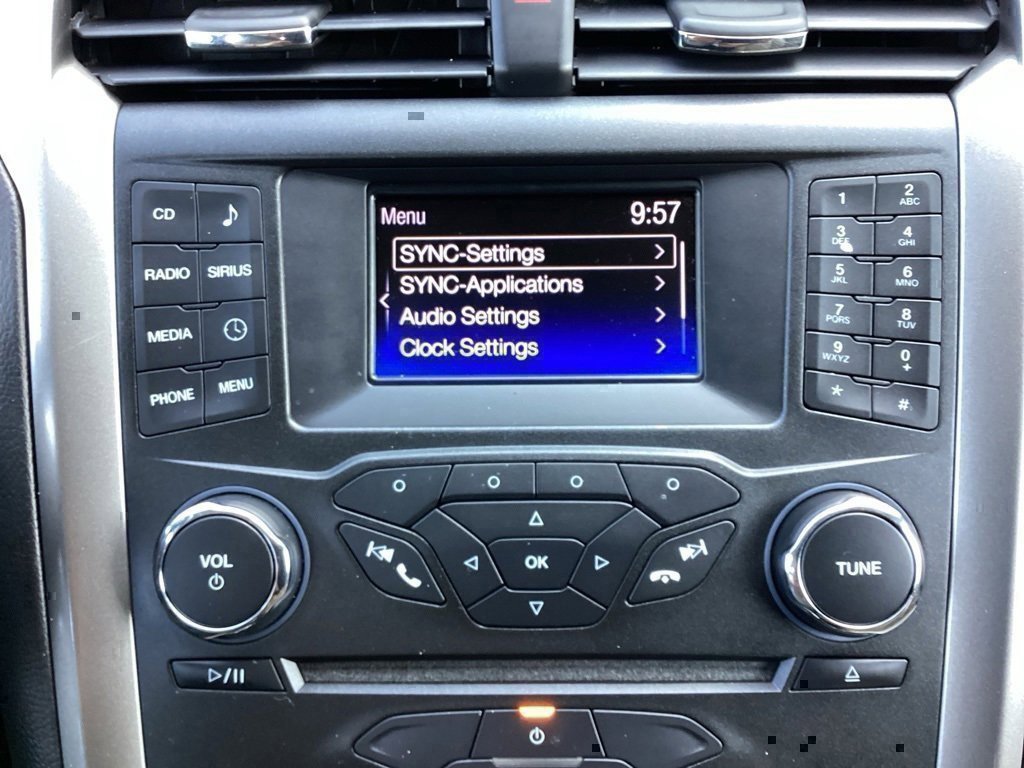 Menu 9:57
SYNC-Settings >
SYNC-Applications >
Audio Settings >
Clock Settings >
CD
RADIO SIRIUS
MEDIA
PHONE MENU
1 2 ABC
3 DEF 4 GHI
5 JKL 6 MNO
7 PQRS 8 TUV
9 WXYZ 0 +
* #
VOL
OK
TUNE